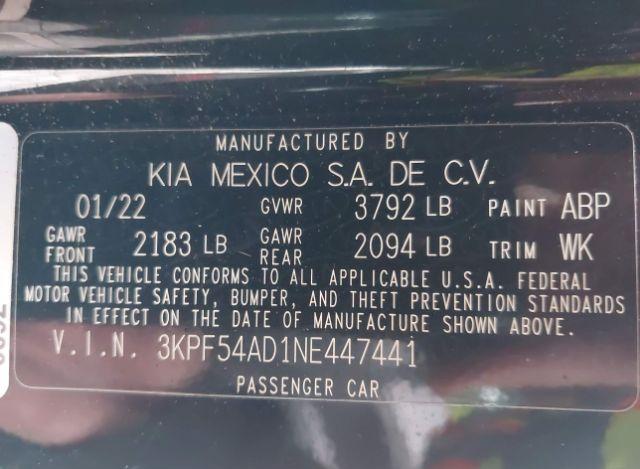 MANUFACTURED BY
KIA MEXICO S.A. DE C.V.
01/22 GVWR 3792 LB PAINT ABP
GAWR FRONT 2183 LB GAWR REAR 2094 LB TRIM WK
THIS VEHICLE CONFORMS TO ALL APPLICABLE U.S.A. FEDERAL
MOTOR VEHICLE SAFETY, BUMPER, AND THEFT PREVENTION STANDARDS
IN EFFECT ON THE DATE OF MANUFACTURE SHOWN ABOVE.
V.I.N. 3KPF54AD1NE447441
PASSENGER CAR